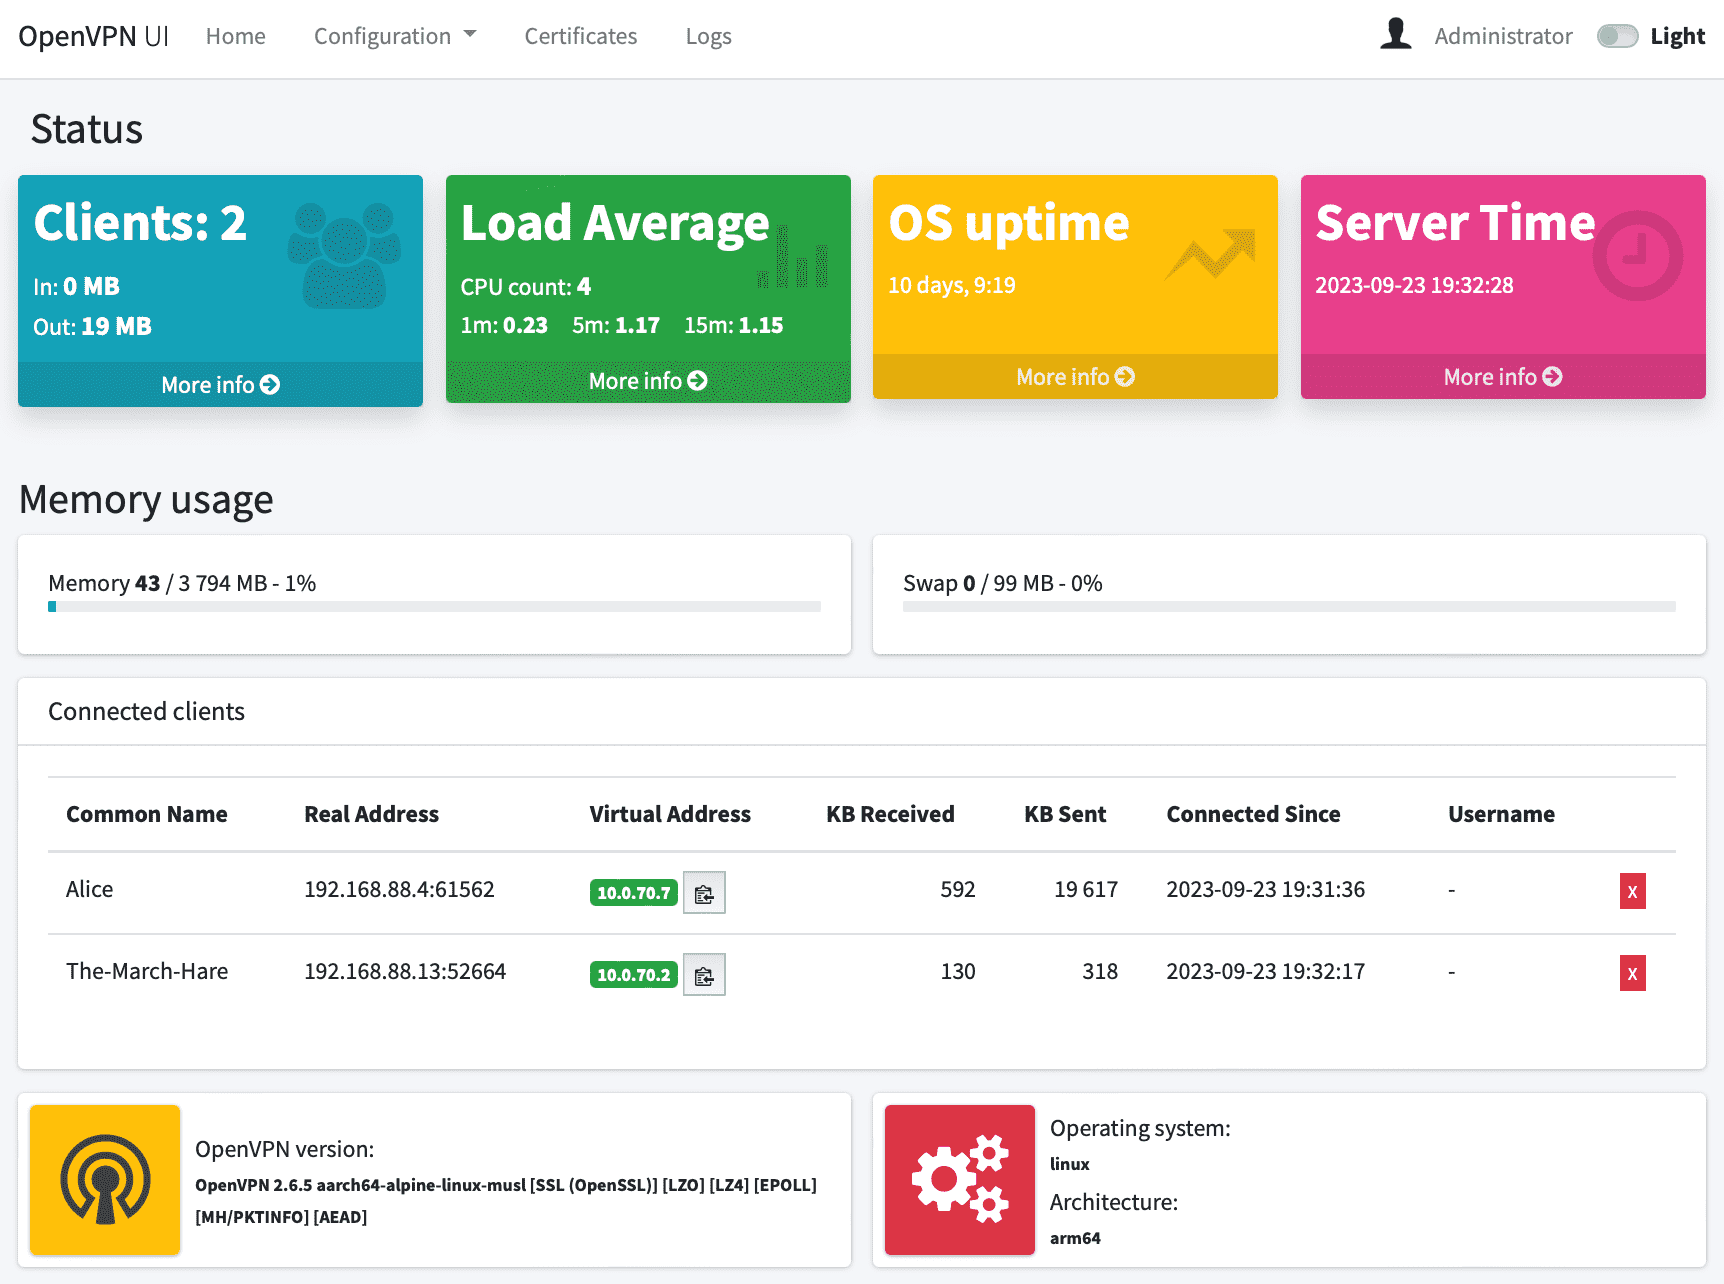 OpenVPN UI Home Configuration Certificates Logs Administrator Light
Status
Clients: 2
In: 0 MB
Out: 19 MB
More info
Load Average
CPU count: 4
1m: 0.23 5m: 1.17 15m: 1.15
More info
OS uptime
10 days, 9:19
More info
Server Time
2023-09-23 19:32:28
More info
Memory usage
Memory 43 / 3 794 MB - 1%
Swap 0 / 99 MB - 0%
Connected clients
Common Name Real Address Virtual Address KB Received KB Sent Connected Since Username
Alice 192.168.88.4:61562 10.0.70.7 592 19 617 2023-09-23 19:31:36 - X
The-March-Hare 192.168.88.13:52664 10.0.70.2 130 318 2023-09-23 19:32:17 - X
OpenVPN version:
OpenVPN 2.6.5 aarch64-alpine-linux-musl [SSL (OpenSSL)] [LZO] [LZ4] [EPOLL]
[MH/PKTINFO] [AEAD]
Operating system:
linux
Architecture:
arm64